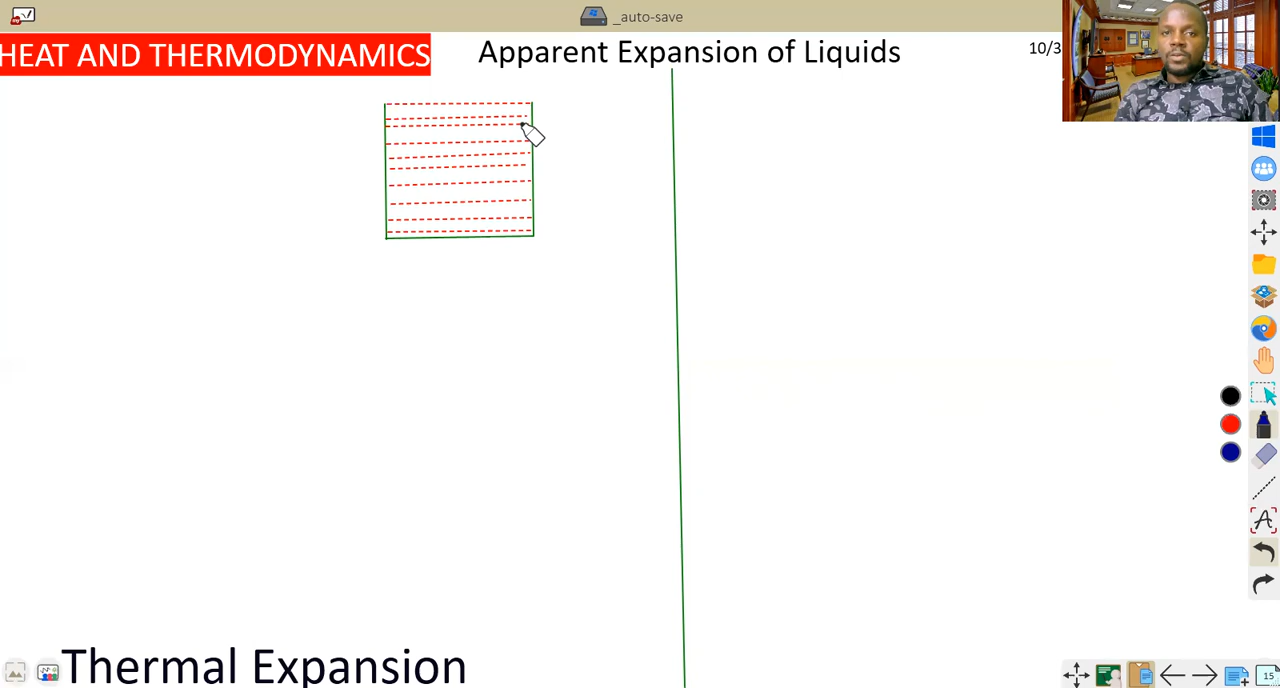 _auto-save
HEAT AND THERMODYNAMICS
Apparent Expansion of Liquids
10/3
Thermal Expansion
15